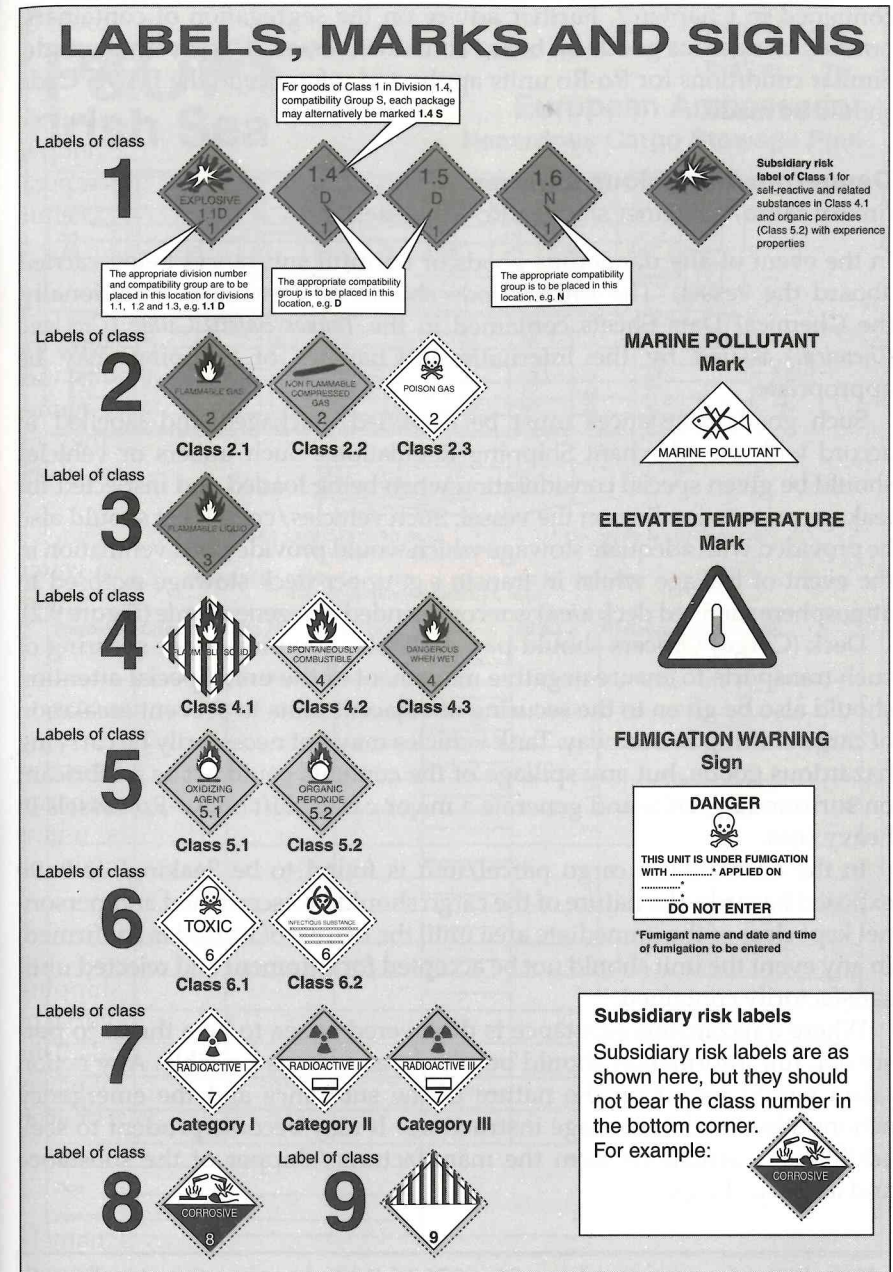 LABELS, MARKS AND SIGNS
For goods of Class 1 in Division 1.4,
compatibility Group S, each package
may alternatively be marked 1.4 S
Labels of class
1
EXPLOSIVE
1.1D
1
1.4
D
1
1.5
D
1
1.6
N
1
Subsidiary risk
label of Class 1 for
self-reactive and related
substances in Class 4.1
and organic peroxides
(Class 5.2) with experience
properties
The appropriate division number
and compatibility group are to be
placed in this location for divisions
1.1, 1.2 and 1.3, e.g. 1.1 D
The appropriate compatibility
group is to be placed in this
location, e.g. D
The appropriate compatibility
group is to be placed in this
location, e.g. N
Labels of class
2
FLAMMABLE GAS
2
Class 2.1
NON FLAMMABLE
COMPRESSED
GAS
2
Class 2.2
POISON GAS
2
Class 2.3
MARINE POLLUTANT
Mark
MARINE POLLUTANT
Label of class
3
FLAMMABLE LIQUID
3
ELEVATED TEMPERATURE
Mark
Labels of class
4
FLAMMABLE SOLID
4
Class 4.1
SPONTANEOUSLY
COMBUSTIBLE
4
Class 4.2
DANGEROUS
WHEN WET
4
Class 4.3
Labels of class
5
OXIDIZING
AGENT
5.1
Class 5.1
ORGANIC
PEROXIDE
5.2
Class 5.2
FUMIGATION WARNING
Sign
DANGER
THIS UNIT IS UNDER FUMIGATION
WITH ..............* APPLIED ON
.............*
.............*
DO NOT ENTER
*Fumigant name and date and time
of fumigation to be entered
Labels of class
6
TOXIC
6
Class 6.1
INFECTIOUS SUBSTANCE
6
Class 6.2
Labels of class
7
RADIOACTIVE I
7
Category I
RADIOACTIVE II
7
Category II
RADIOACTIVE III
7
Category III
Subsidiary risk labels
Subsidiary risk labels are as
shown here, but they should
not bear the class number in
the bottom corner.
For example:
CORROSIVE
Label of class
8
CORROSIVE
8
Label of class
9
9